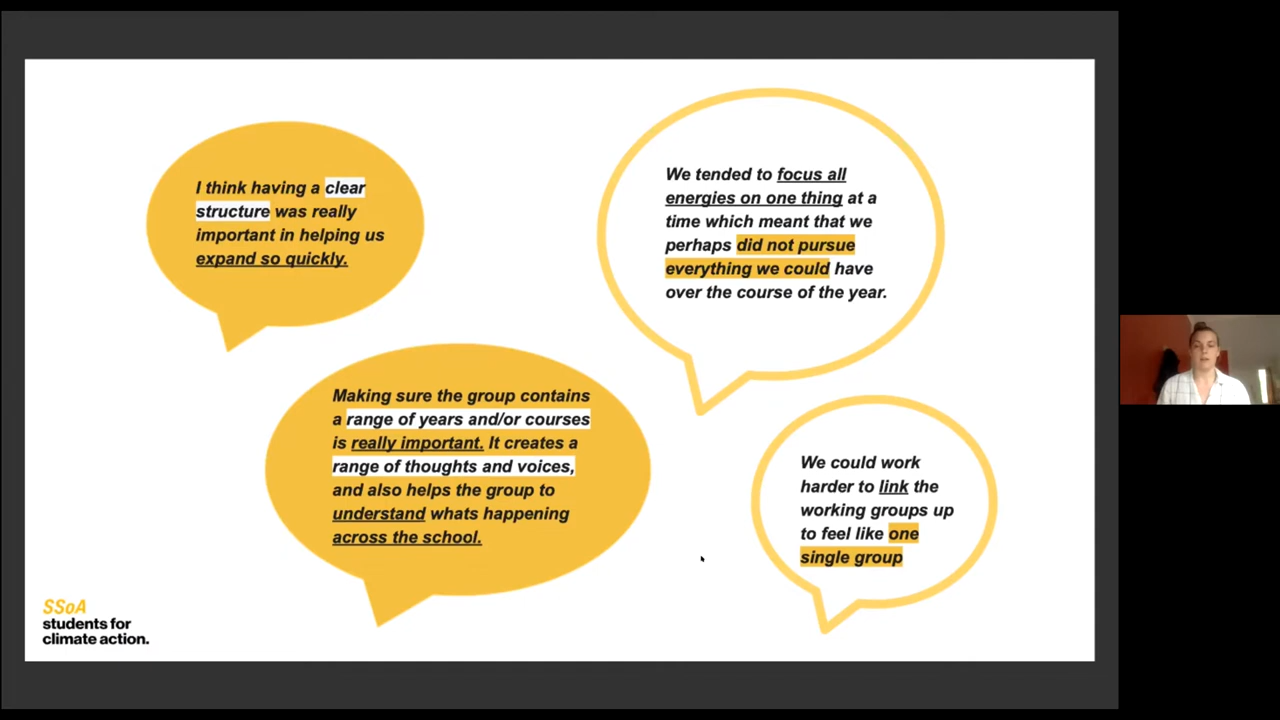 I think having a clear
structure was really
important in helping us
expand so quickly.
We tended to focus all
energies on one thing at a
time which meant that we
perhaps did not pursue
everything we could have
over the course of the year.
Making sure the group contains
a range of years and/or courses
is really important. It creates a
range of thoughts and voices,
and also helps the group to
understand whats happening
across the school.
We could work
harder to link the
working groups up
to feel like one
single group
SSoA
students for
climate action.